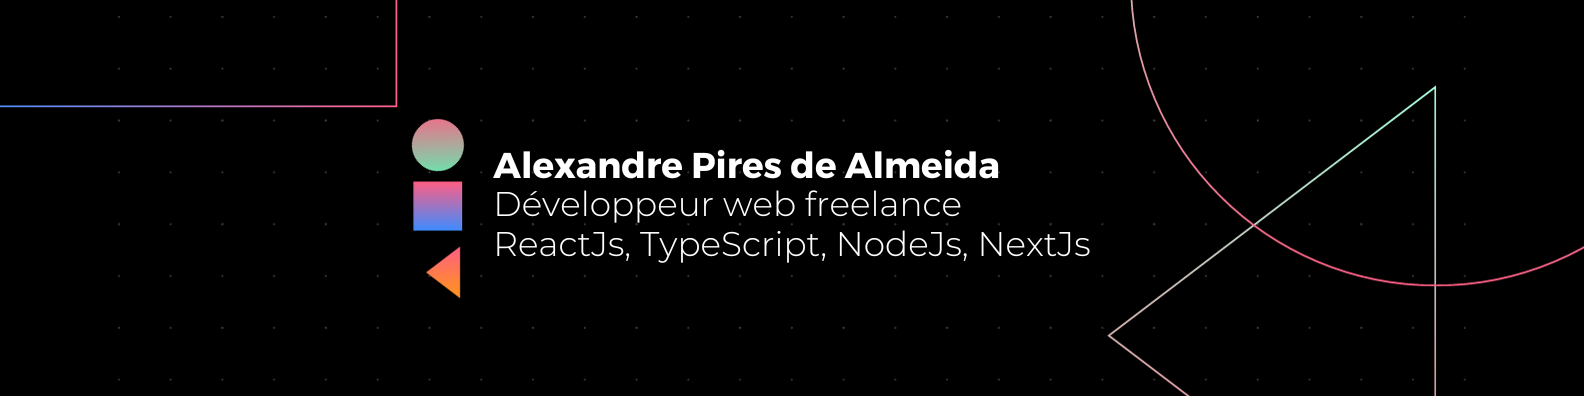 Alexandre Pires de Almeida
Développeur web freelance
ReactJs, TypeScript, NodeJs, NextJs